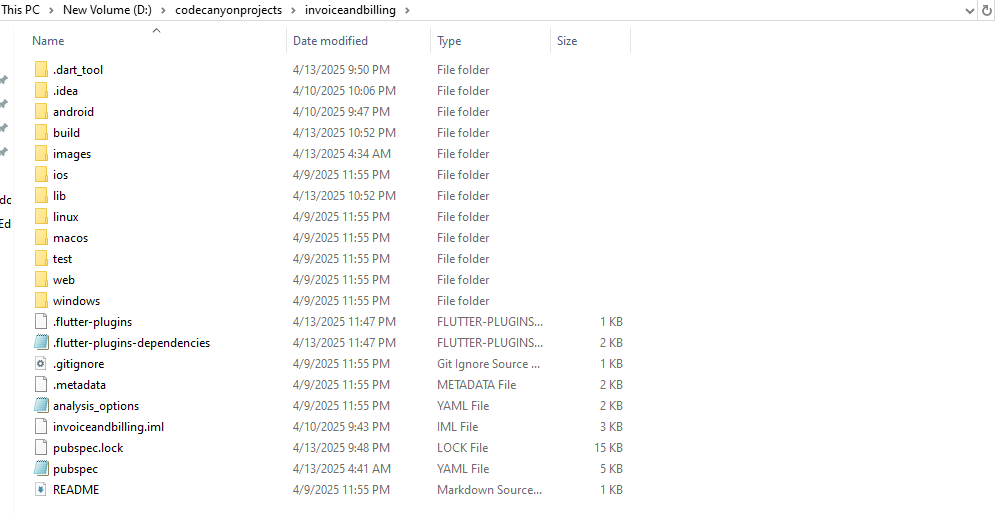 This PC > New Volume (D:) > codecanyonprojects > invoiceandbilling >
Name Date modified Type Size
.dart_tool 4/13/2025 9:50 PM File folder
.idea 4/10/2025 10:06 PM File folder
android 4/10/2025 9:47 PM File folder
build 4/13/2025 10:52 PM File folder
images 4/13/2025 4:34 AM File folder
ios 4/9/2025 11:55 PM File folder
lib 4/13/2025 10:52 PM File folder
dc
linux 4/9/2025 11:55 PM File folder
Ed
macos 4/9/2025 11:55 PM File folder
test 4/9/2025 11:55 PM File folder
web 4/9/2025 11:55 PM File folder
windows 4/9/2025 11:55 PM File folder
.flutter-plugins 4/13/2025 11:47 PM FLUTTER-PLUGINS... 1 KB
.flutter-plugins-dependencies 4/13/2025 11:47 PM FLUTTER-PLUGINS... 2 KB
.gitignore 4/9/2025 11:55 PM Git Ignore Source ... 1 KB
.metadata 4/9/2025 11:55 PM METADATA File 2 KB
analysis_options 4/9/2025 11:55 PM YAML File 2 KB
invoiceandbilling.iml 4/10/2025 9:43 PM IML File 3 KB
pubspec.lock 4/13/2025 9:48 PM LOCK File 15 KB
pubspec 4/13/2025 4:41 AM YAML File 5 KB
README 4/9/2025 11:55 PM Markdown Source... 1 KB